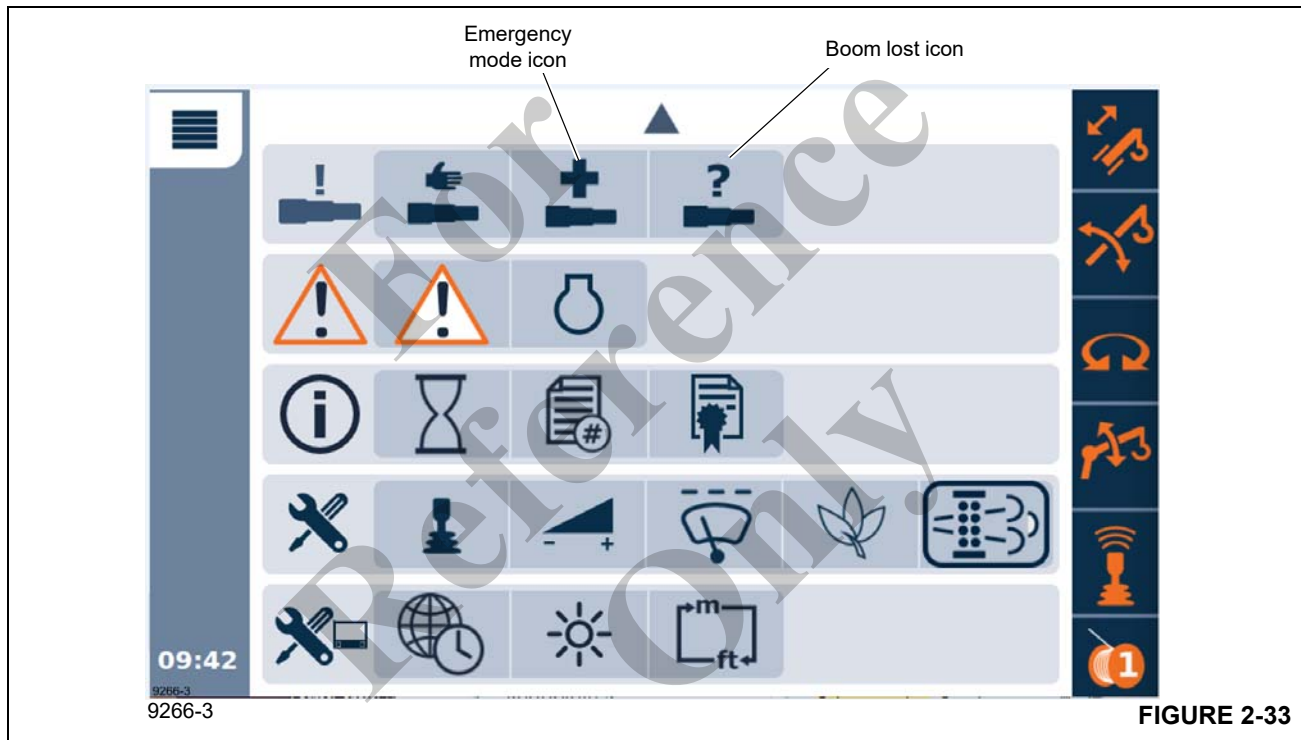 Emergency
mode icon
Boom lost icon
!
?
!
!
i
#
- +
m
ft
09:42
1
9266-3
9266-3
FIGURE 2-33
For
Reference
Only